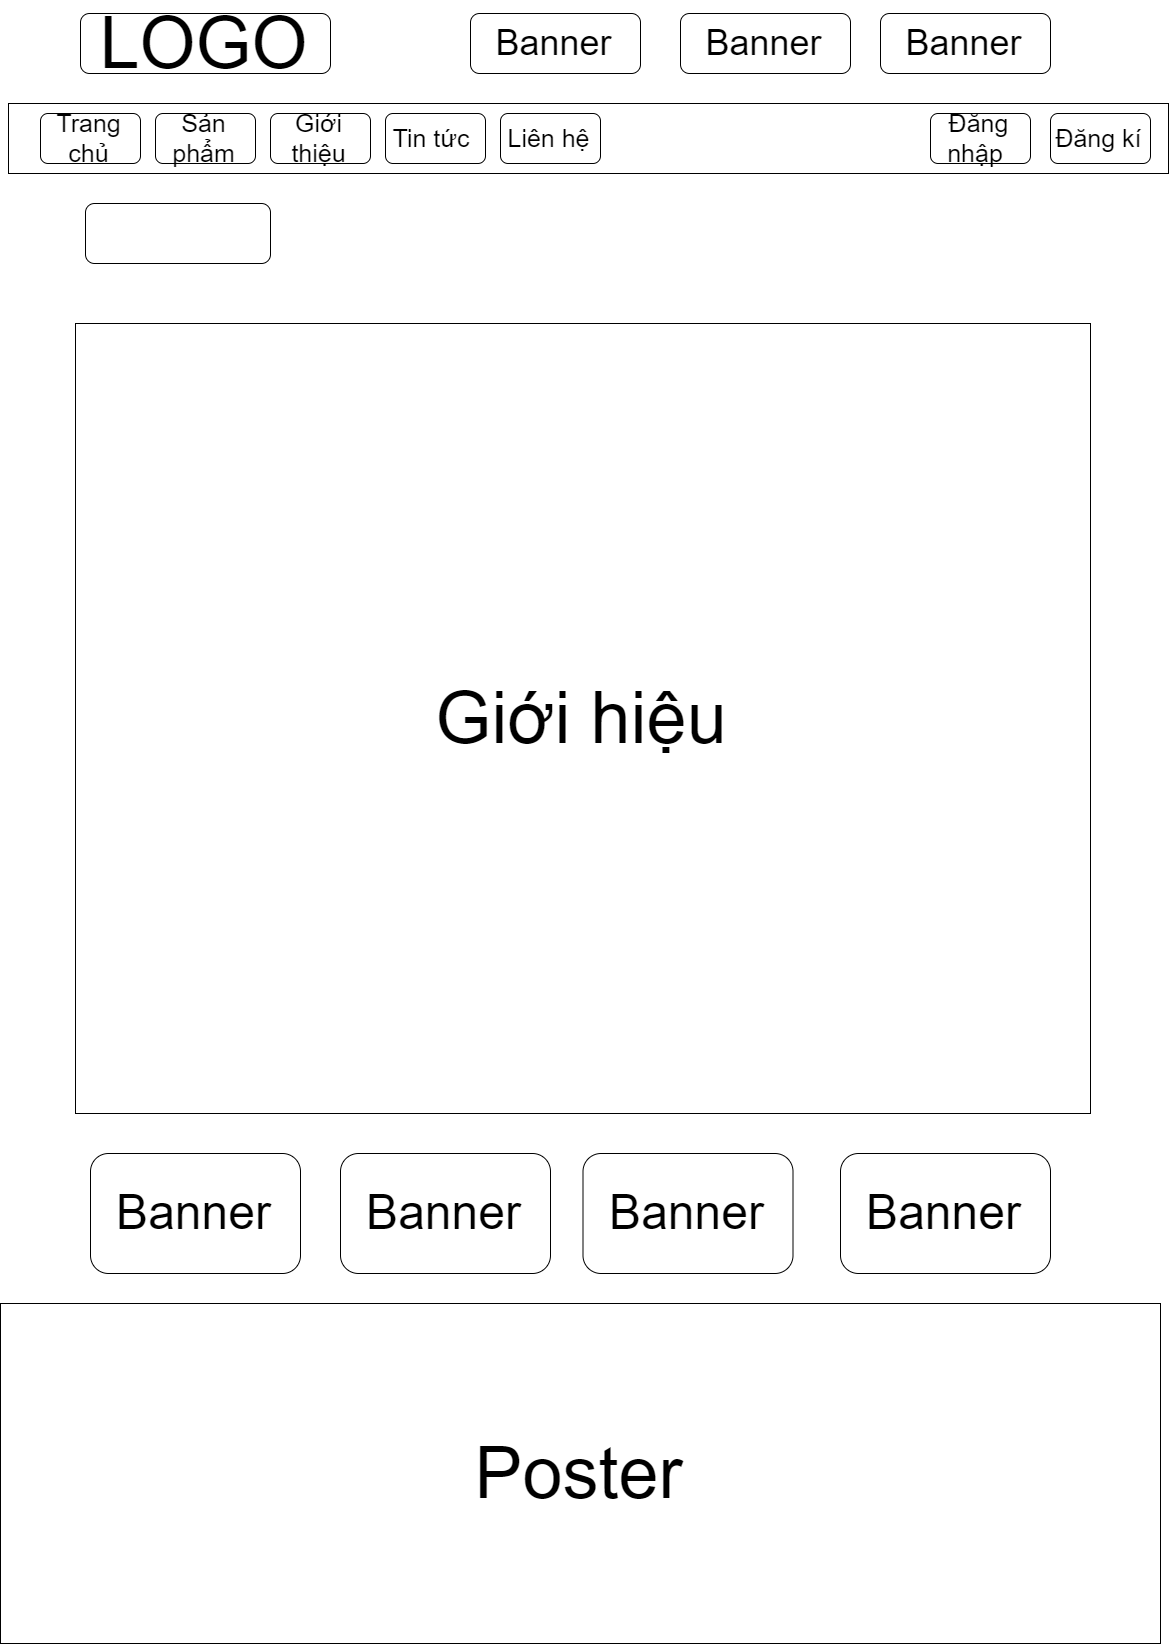 LOGO
Banner
Banner
Banner
Trang
chủ
Sản
phẩm
Giới
thiệu
Tin tức
Liên hệ
Đăng
nhập
Đăng kí
Giới hiệu
Banner
Banner
Banner
Banner
Poster